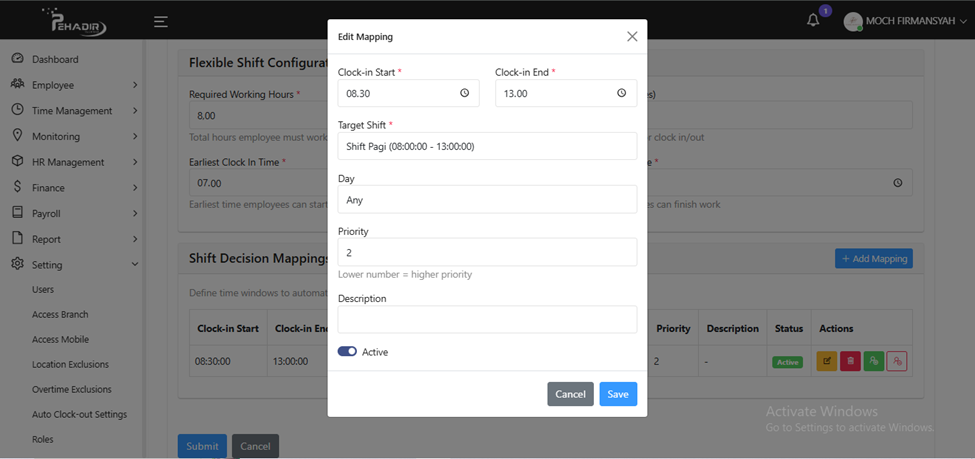 PEHADIR
1
MOCH FIRMANSYAH
Dashboard
Employee
Time Management
Monitoring
HR Management
Finance
Payroll
Report
Setting
Users
Access Branch
Access Mobile
Location Exclusions
Overtime Exclusions
Auto Clock-out Settings
Roles
Flexible Shift Configurat
Required Working Hours *
8,00
Total hours employee must work
Earliest Clock In Time *
07.00
Earliest time employees can start
es)
r clock in/out
e *
es can finish work
Edit Mapping
Clock-in Start *
Clock-in End *
08.30
13.00
Target Shift *
Shift Pagi (08:00:00 - 13:00:00)
Day
Any
Priority
2
Lower number = higher priority
Description
Active
Cancel
Save
Shift Decision Mappings
+ Add Mapping
Define time windows to automat
Clock-in Start
Clock-in End
Priority
Description
Status
Actions
08:30:00
13:00:00
2
-
Active
Submit
Cancel
Activate Windows
Go to Settings to activate Windows.